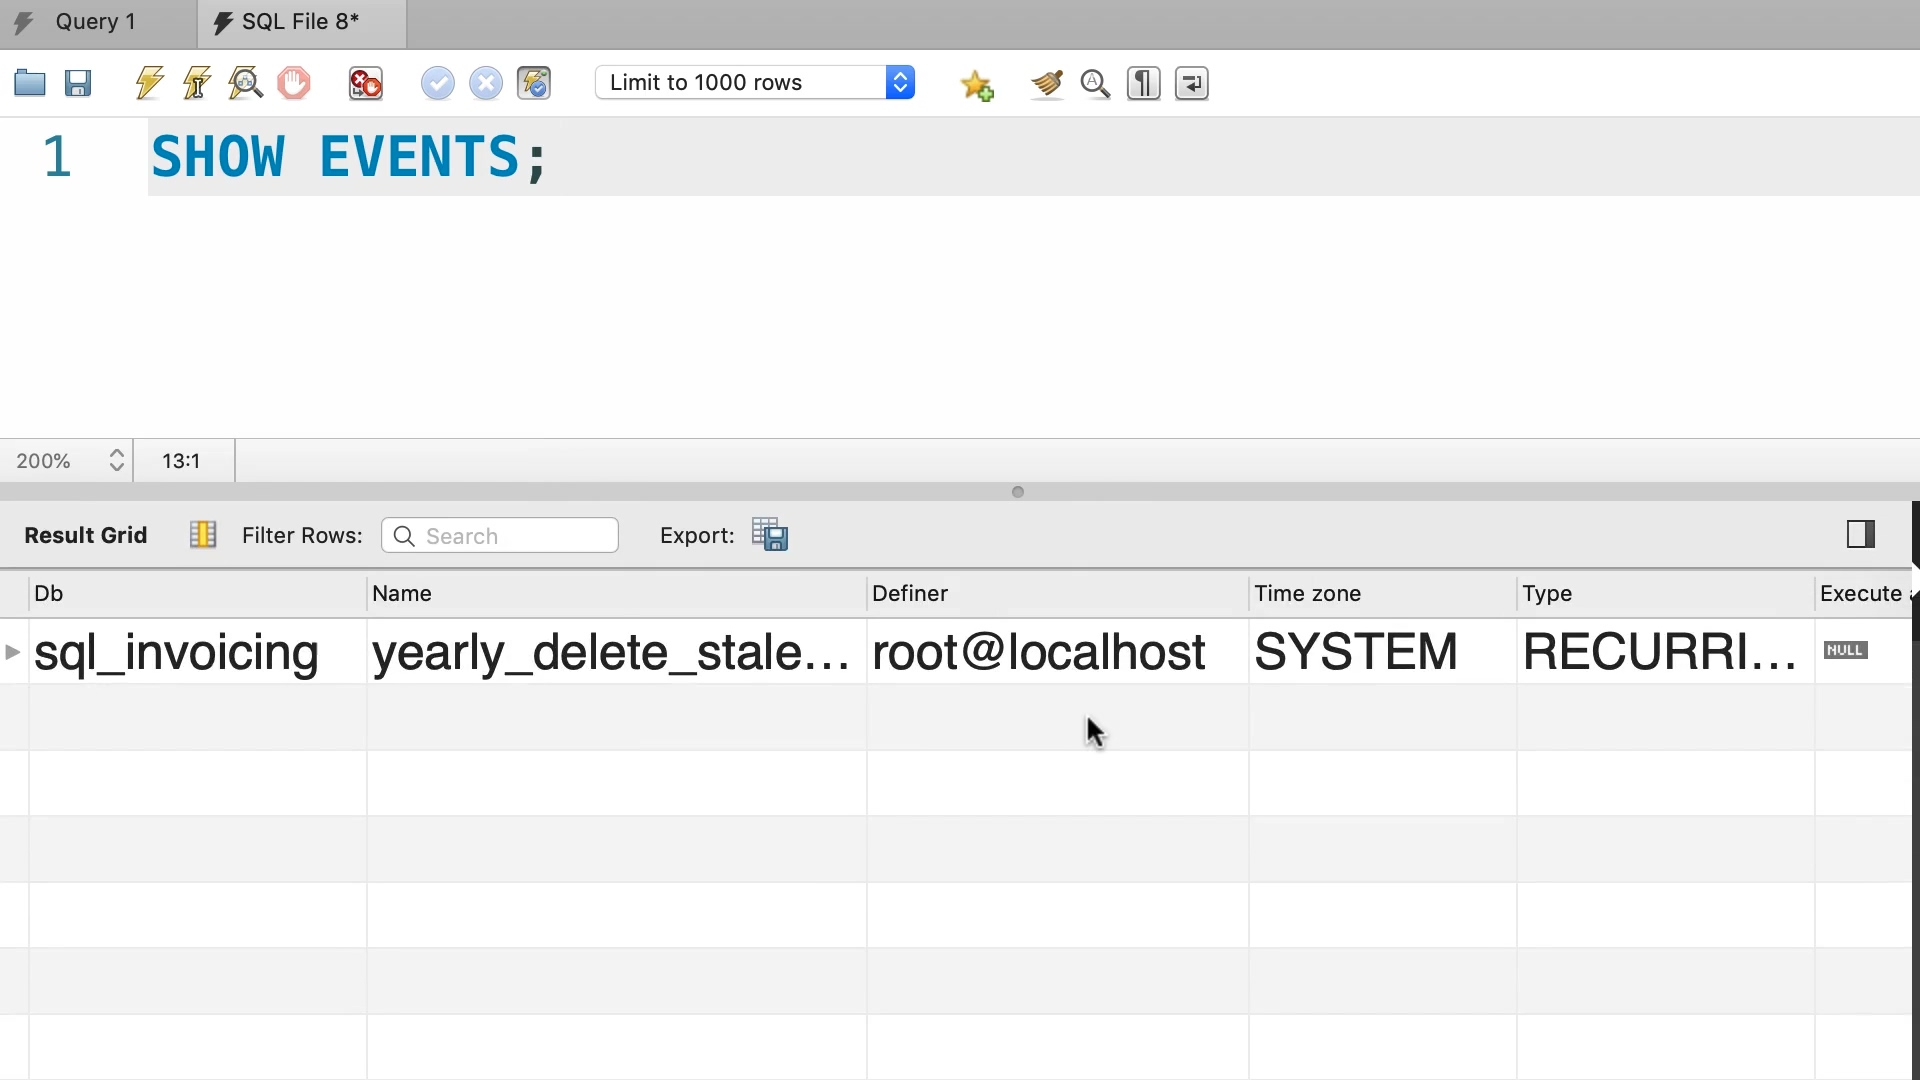 Query 1
SQL File 8*
Limit to 1000 rows
1 SHOW EVENTS;
200% 13:1
Result Grid Filter Rows: Search Export:
Db Name Definer Time zone Type Execute
sql_invoicing yearly_delete_stale... root@localhost SYSTEM RECURRI... NULL